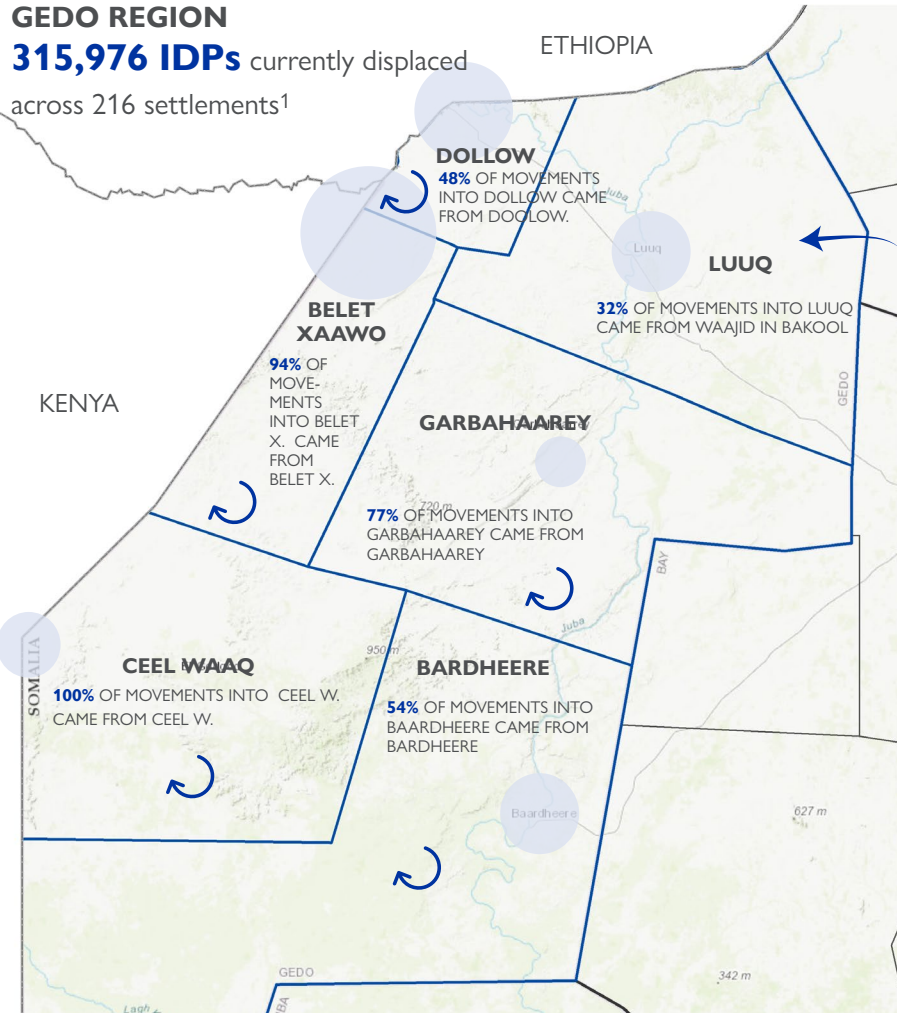 GEDO REGION
315,976 IDPs currently displaced
across 216 settlements1
ETHIOPIA
DOLLOW
48% OF MOVEMENTS
INTO DOLLOW CAME
FROM DOOLOW.
Juba
Luuq
LUUQ
32% OF MOVEMENTS INTO LUUQ
CAME FROM WAAJID IN BAKOOL
BELET
XAAWO
94% OF
MOVE-
MENTS
INTO BELET
X. CAME
FROM
BELET X.
KENYA
GEDO
GARBAHAAREY
720 m
77% OF MOVEMENTS INTO
GARBAHAAREY CAME FROM
GARBAHAAREY
BAY
Juba
950 m
SOMALIA
CEEL WAAQ
100% OF MOVEMENTS INTO CEEL W.
CAME FROM CEEL W.
BARDHEERE
54% OF MOVEMENTS INTO
BAARDHEERE CAME FROM
BARDHEERE
Baardheere
627 m
GEDO
342 m
Lagh